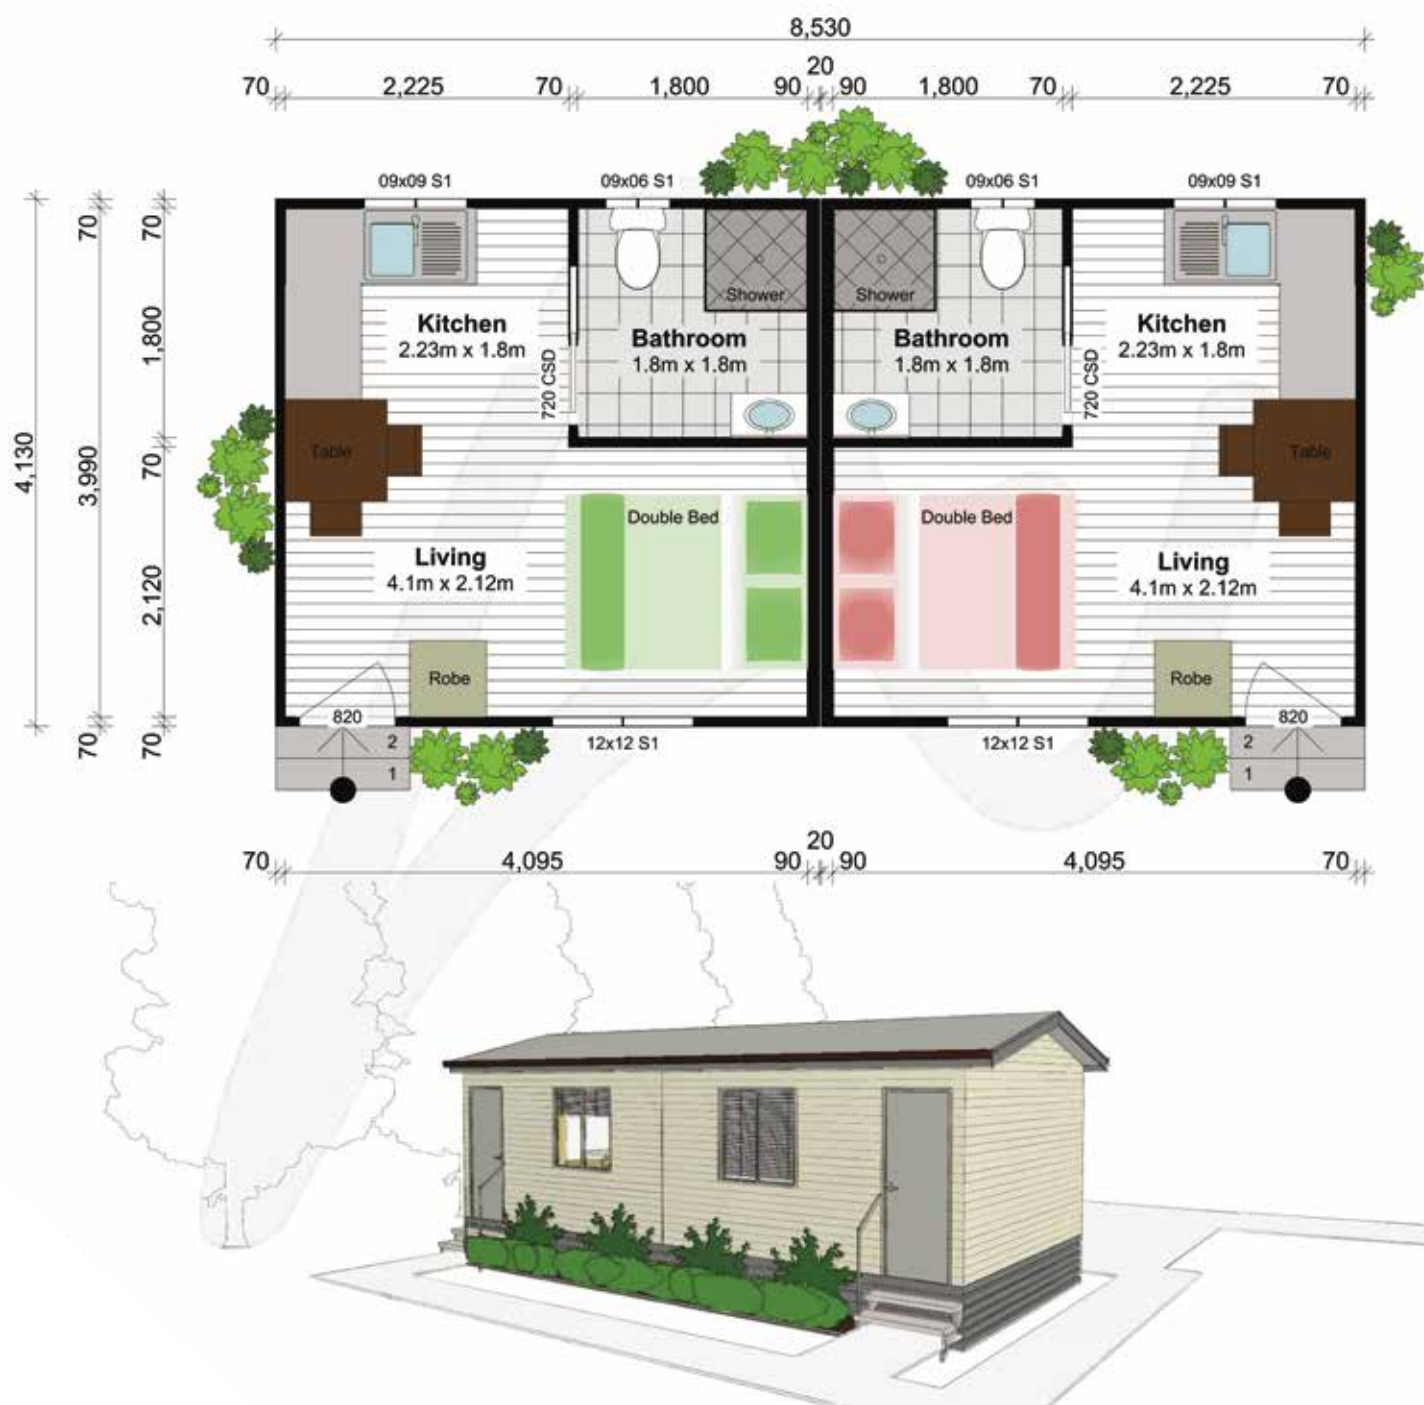 8,530
70 2,225 70 1,800 90 20 90 1,800 70 2,225 70
09x09 S1 09x06 S1 09x06 S1 09x09 S1
4,130
70 3,990 70
70 1,800 70 2,120 70
Shower Shower
Kitchen
2.23m x 1.8m
Bathroom
1.8m x 1.8m
Bathroom
1.8m x 1.8m
Kitchen
2.23m x 1.8m
720 CSD 720 CSD
Table Table
Double Bed Double Bed
Living
4.1m x 2.12m
Living
4.1m x 2.12m
Robe Robe
820 820
2 12x12 S1 12x12 S1 2
1 1
70 4,095 90 20 90 4,095 70